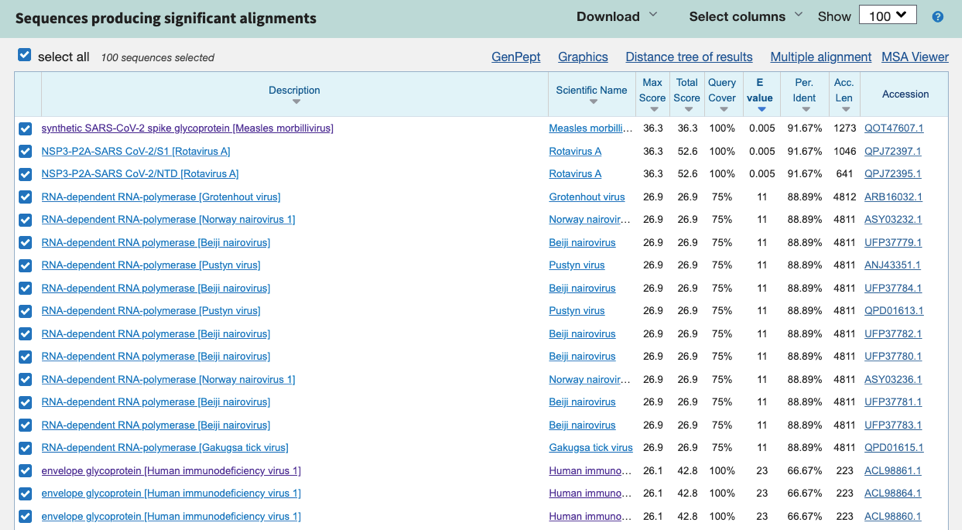 Sequences producing significant alignments Download Select columns Show 100 ?
select all 100 sequences selected GenPept Graphics Distance tree of results Multiple alignment MSA Viewer
Description Scientific Name Max Score Total Score Query Cover E value Per. Ident Acc. Len Accession
synthetic SARS-CoV-2 spike glycoprotein [Measles morbillivirus] Measles morbilli... 36.3 36.3 100% 0.005 91.67% 1273 QOT47607.1
NSP3-P2A-SARS CoV-2/S1 [Rotavirus A] Rotavirus A 36.3 52.6 100% 0.005 91.67% 1046 QPJ72397.1
NSP3-P2A-SARS CoV-2/NTD [Rotavirus A] Rotavirus A 36.3 52.6 100% 0.005 91.67% 641 QPJ72395.1
RNA-dependent RNA-polymerase [Grotenhout virus] Grotenhout virus 26.9 26.9 75% 11 88.89% 4812 ARB16032.1
RNA-dependent RNA-polymerase [Norway nairovirus 1] Norway nairovir... 26.9 26.9 75% 11 88.89% 4811 ASY03232.1
RNA-dependent RNA polymerase [Beiji nairovirus] Beiji nairovirus 26.9 26.9 75% 11 88.89% 4811 UFP37779.1
RNA-dependent RNA-polymerase [Pustyn virus] Pustyn virus 26.9 26.9 75% 11 88.89% 4811 ANJ43351.1
RNA-dependent RNA polymerase [Beiji nairovirus] Beiji nairovirus 26.9 26.9 75% 11 88.89% 4811 UFP37784.1
RNA-dependent RNA-polymerase [Pustyn virus] Pustyn virus 26.9 26.9 75% 11 88.89% 4811 QPD01613.1
RNA-dependent RNA polymerase [Beiji nairovirus] Beiji nairovirus 26.9 26.9 75% 11 88.89% 4811 UFP37782.1
RNA-dependent RNA polymerase [Beiji nairovirus] Beiji nairovirus 26.9 26.9 75% 11 88.89% 4811 UFP37780.1
RNA-dependent RNA-polymerase [Norway nairovirus 1] Norway nairovir... 26.9 26.9 75% 11 88.89% 4811 ASY03236.1
RNA-dependent RNA polymerase [Beiji nairovirus] Beiji nairovirus 26.9 26.9 75% 11 88.89% 4811 UFP37781.1
RNA-dependent RNA polymerase [Beiji nairovirus] Beiji nairovirus 26.9 26.9 75% 11 88.89% 4811 UFP37783.1
RNA-dependent RNA-polymerase [Gakugsa tick virus] Gakugsa tick virus 26.9 26.9 75% 11 88.89% 4811 QPD01615.1
envelope glycoprotein [Human immunodeficiency virus 1] Human immuno... 26.1 42.8 100% 23 66.67% 223 ACL98861.1
envelope glycoprotein [Human immunodeficiency virus 1] Human immuno... 26.1 42.8 100% 23 66.67% 223 ACL98864.1
envelope glycoprotein [Human immunodeficiency virus 1] Human immuno... 26.1 42.8 100% 23 66.67% 223 ACL98860.1